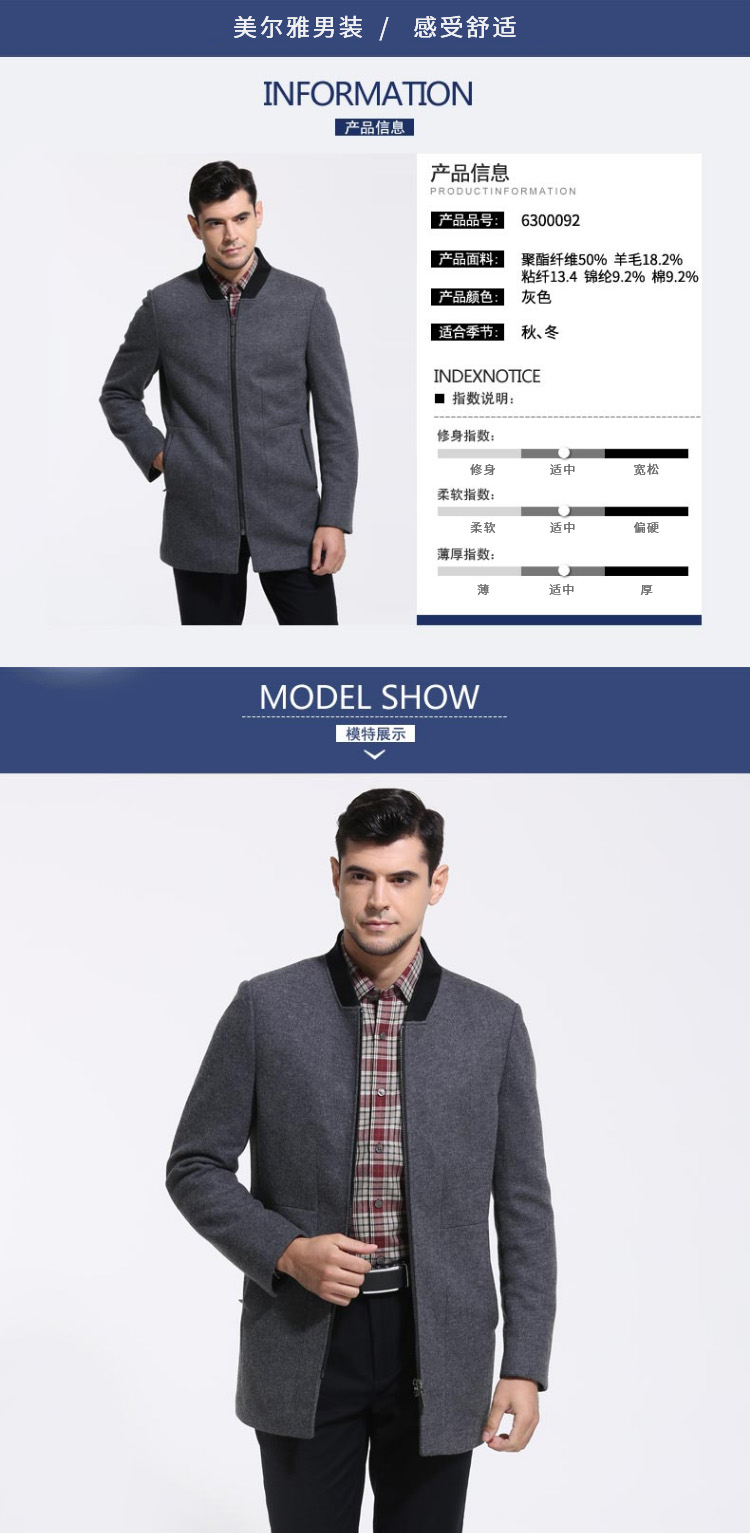 美尔雅男装 / 感受舒适
INFORMATION
产品信息
产品信息
PRODUCTINFORMATION
产品品号: 6300092
产品面料: 聚酯纤维50% 羊毛18.2%
粘纤13.4 锦纶9.2% 棉9.2%
产品颜色: 灰色
适合季节: 秋、冬
INDEXNOTICE
■ 指数说明:
修身指数:
修身 适中 宽松
柔软指数:
柔软 适中 偏硬
薄厚指数:
薄 适中 厚
MODEL SHOW
模特展示